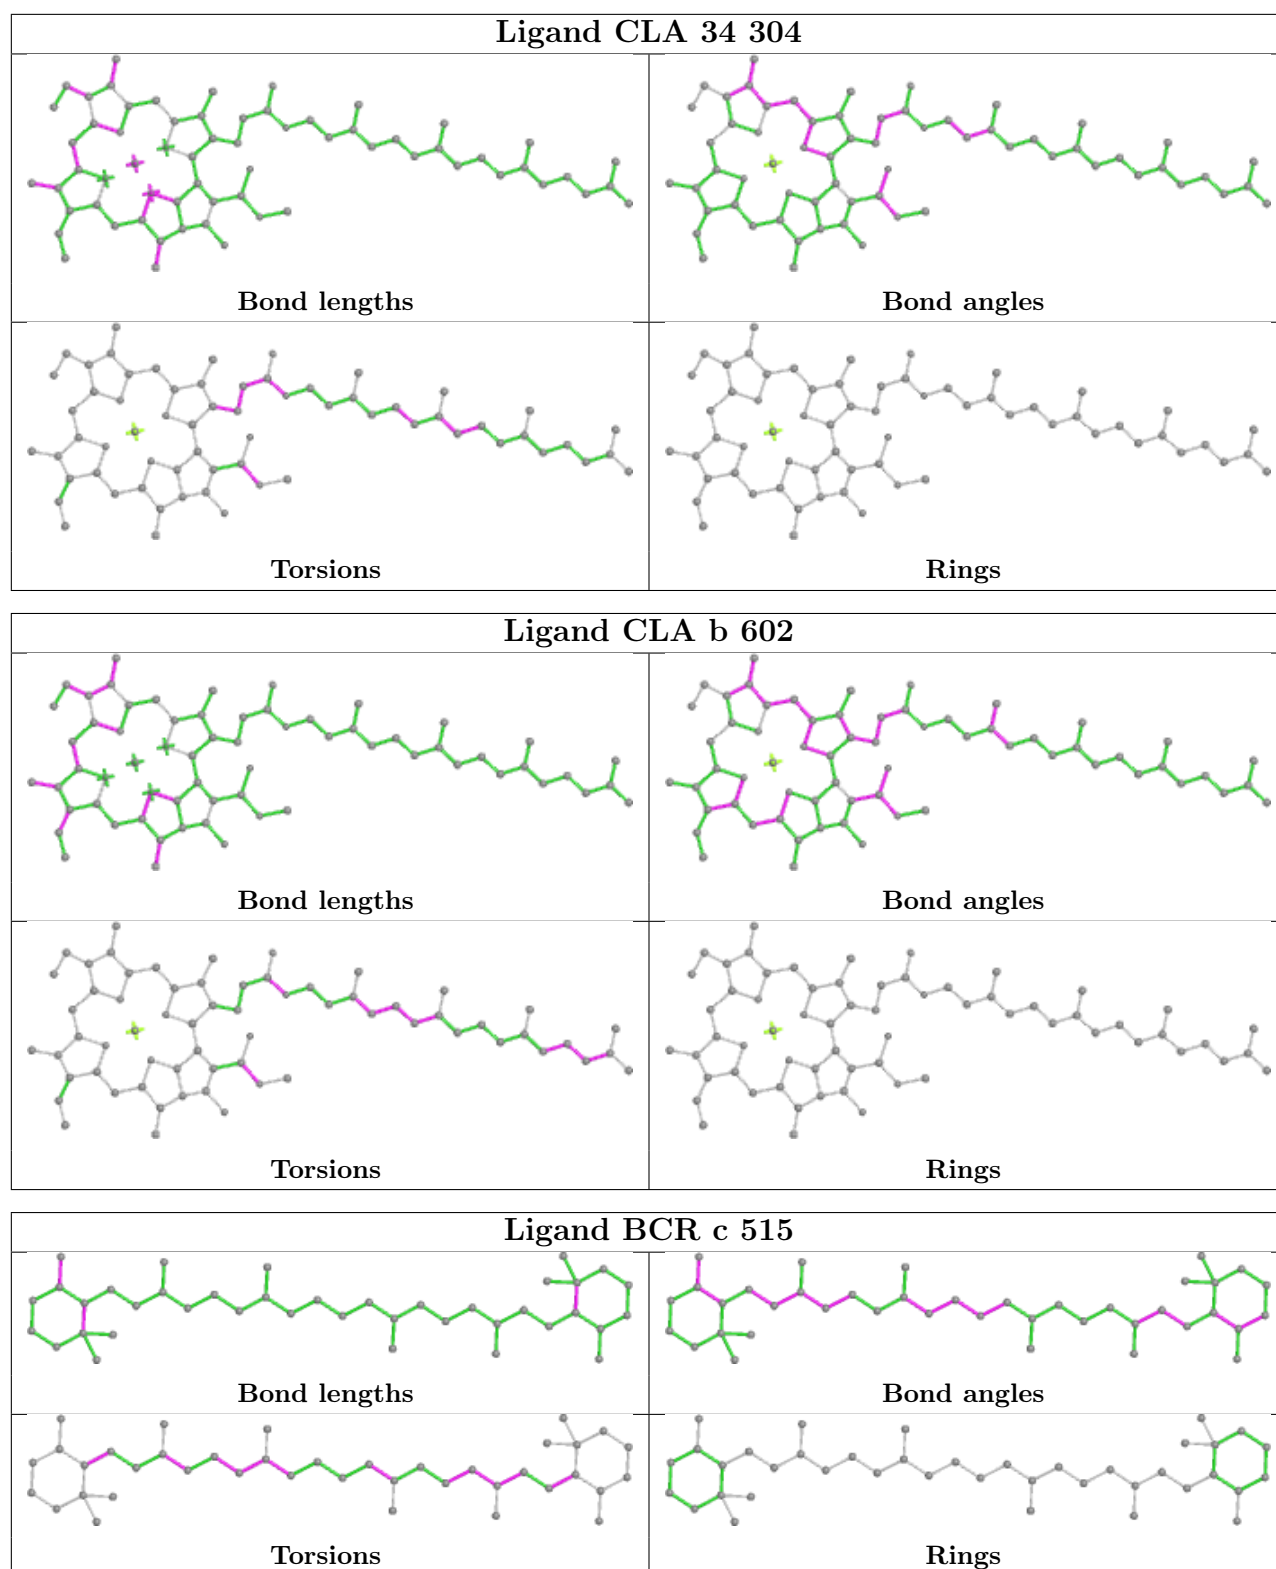 Ligand CLA 34 304
Bond lengths
Bond angles
Torsions
Rings
Ligand CLA b 602
Bond lengths
Bond angles
Torsions
Rings
Ligand BCR c 515
Bond lengths
Bond angles
Torsions
Rings